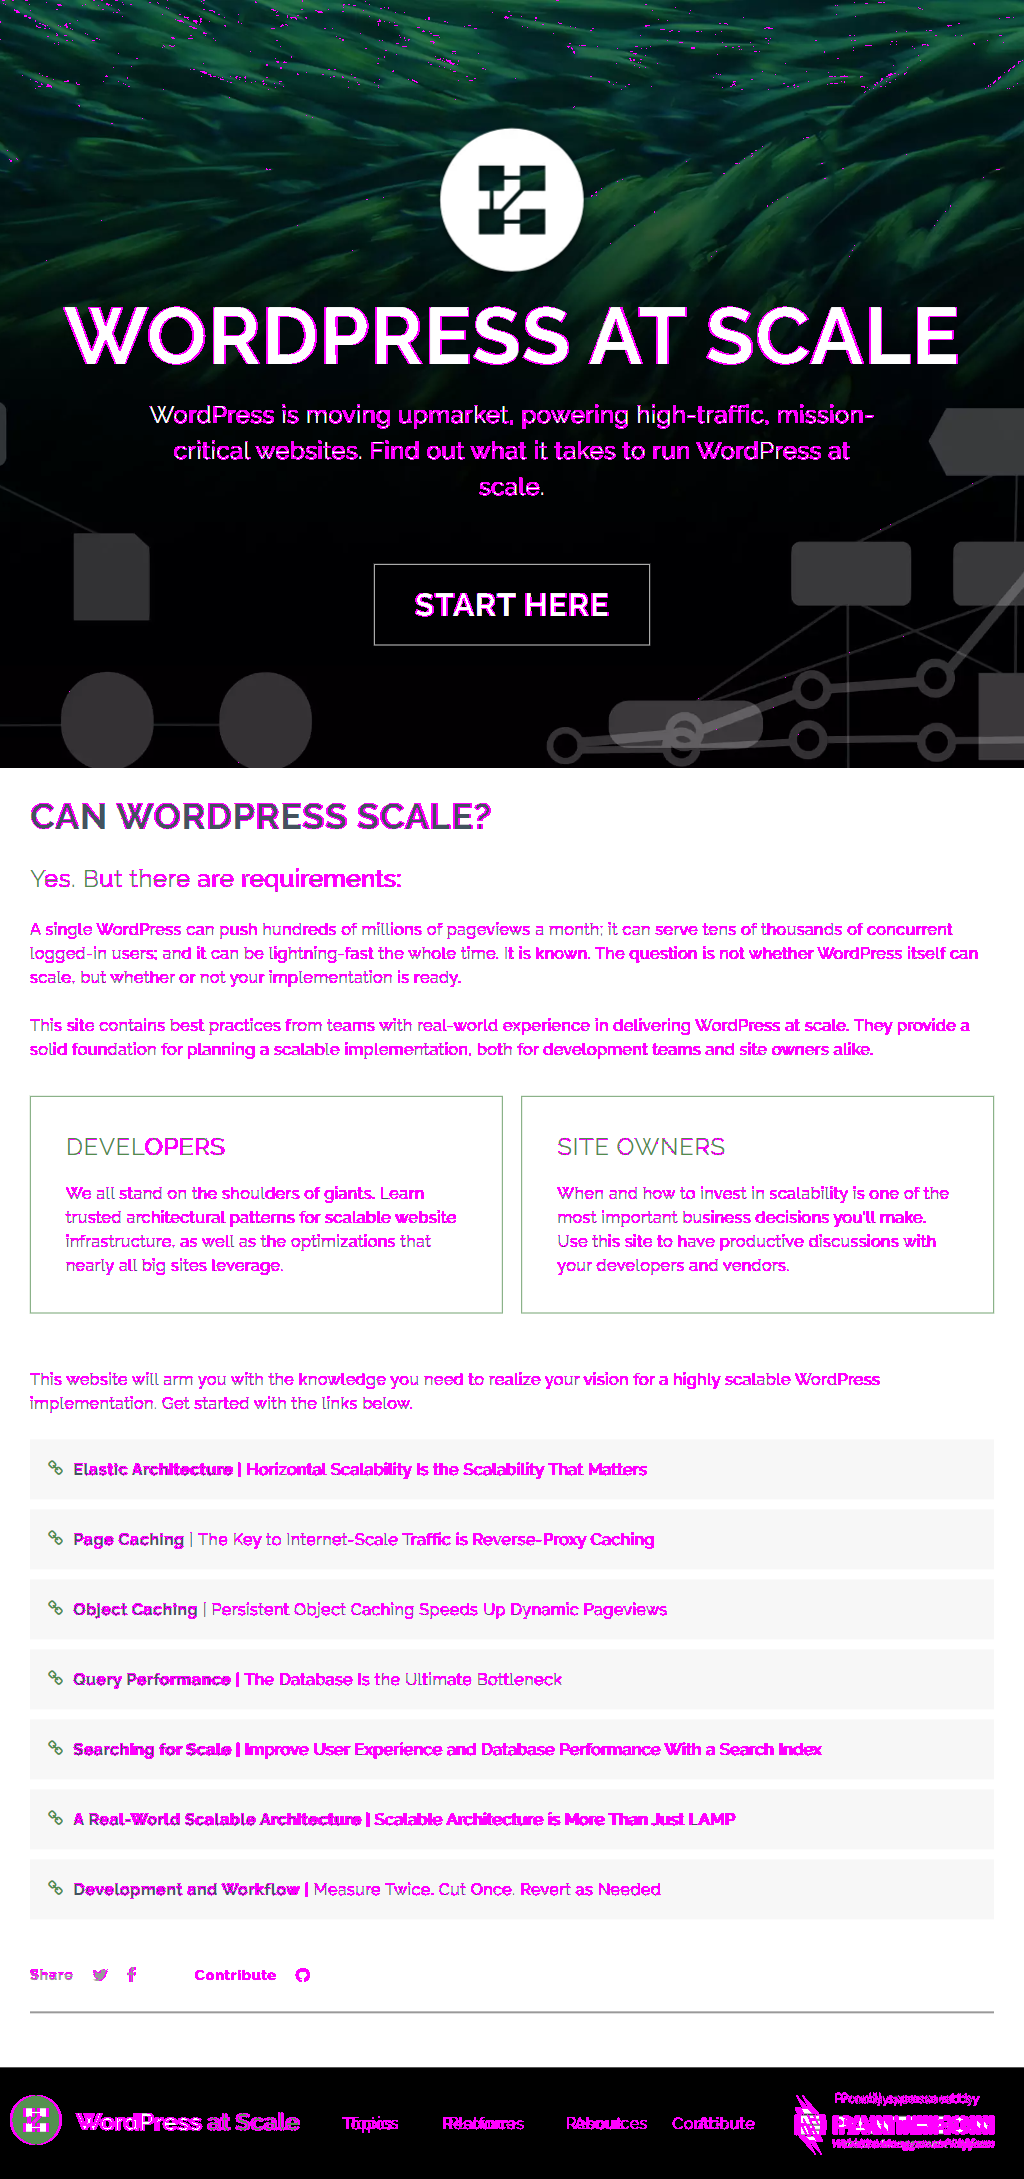 WORDPRESS AT SCALE
WordPress is moving upmarket, powering high-traffic, mission-
critical websites. Find out what it takes to run WordPress at
scale.
START HERE
CAN WORDPRESS SCALE?
Yes. But there are requirements:
A single WordPress can push hundreds of millions of pageviews a month; it can serve tens of thousands of concurrent
logged-in users; and it can be lightning-fast the whole time. It is known. The question is not whether WordPress itself can
scale, but whether or not your implementation is ready.
This site contains best practices from teams with real-world experience in delivering WordPress at scale. They provide a
solid foundation for planning a scalable implementation, both for development teams and site owners alike.
DEVELOPERS
We all stand on the shoulders of giants. Learn
trusted architectural patterns for scalable website
infrastructure, as well as the optimizations that
nearly all big sites leverage.
SITE OWNERS
When and how to invest in scalability is one of the
most important business decisions you'll make.
Use this site to have productive discussions with
your developers and vendors.
This website will arm you with the knowledge you need to realize your vision for a highly scalable WordPress
implementation. Get started with the links below.
Elastic Architecture | Horizontal Scalability Is the Scalability That Matters
Page Caching | The Key to Internet-Scale Traffic is Reverse-Proxy Caching
Object Caching | Persistent Object Caching Speeds Up Dynamic Pageviews
Query Performance | The Database Is the Ultimate Bottleneck
Searching for Scale | Improve User Experience and Database Performance With a Search Index
A Real-World Scalable Architecture | Scalable Architecture is More Than Just LAMP
Development and Workflow | Measure Twice. Cut Once. Revert as Needed
Share Contribute
WordPress at Scale